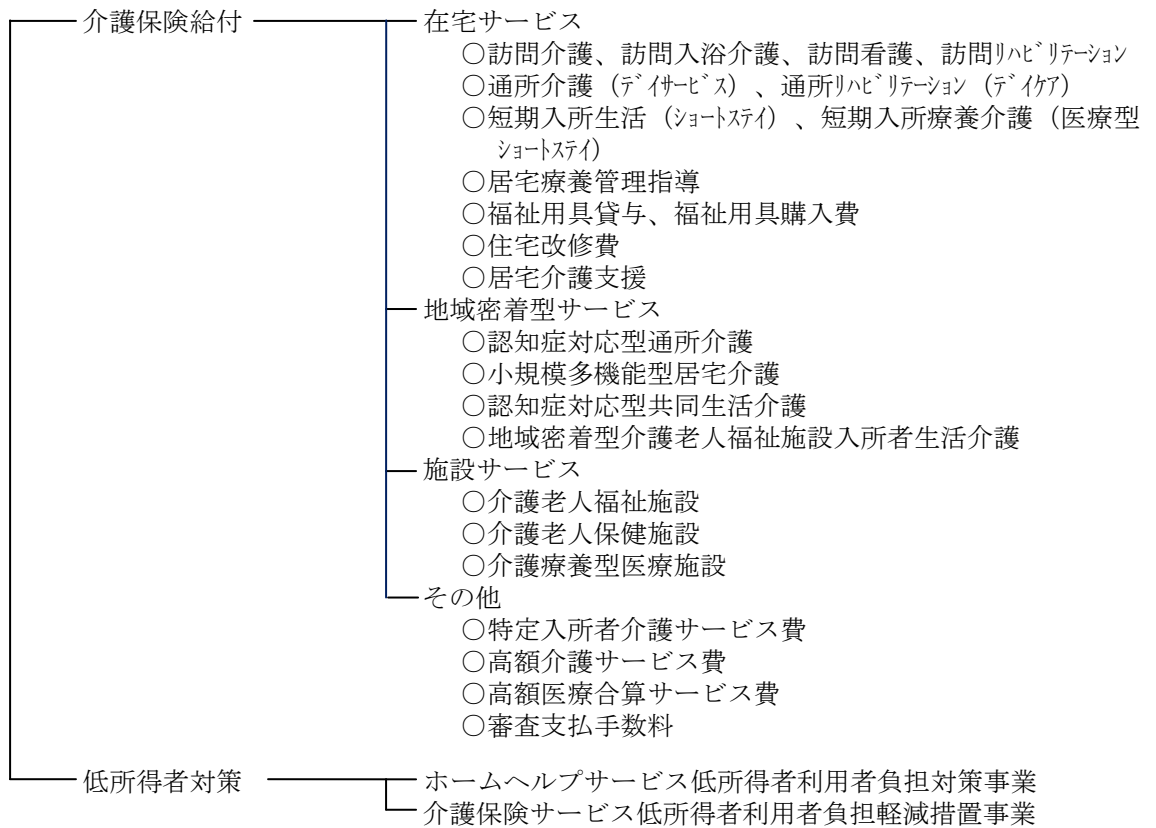 介護保険給付 在宅サービス
○訪問介護、訪問入浴介護、訪問看護、訪問ﾘﾊﾋﾞﾘﾃｰｼｮﾝ
○通所介護（ﾃﾞｲｻｰﾋﾞｽ）、通所ﾘﾊﾋﾞﾘﾃｰｼｮﾝ（ﾃﾞｲｹｱ）
○短期入所生活（ｼｮｰﾄｽﾃｲ）、短期入所療養介護（医療型
ｼｮｰﾄｽﾃｲ）
○居宅療養管理指導
○福祉用具貸与、福祉用具購入費
○住宅改修費
○居宅介護支援
地域密着型サービス
○認知症対応型通所介護
○小規模多機能型居宅介護
○認知症対応型共同生活介護
○地域密着型介護老人福祉施設入所者生活介護
施設サービス
○介護老人福祉施設
○介護老人保健施設
○介護療養型医療施設
その他
○特定入所者介護サービス費
○高額介護サービス費
○高額医療合算サービス費
○審査支払手数料
低所得者対策 ホームヘルプサービス低所得者利用者負担対策事業
介護保険サービス低所得者利用者負担軽減措置事業